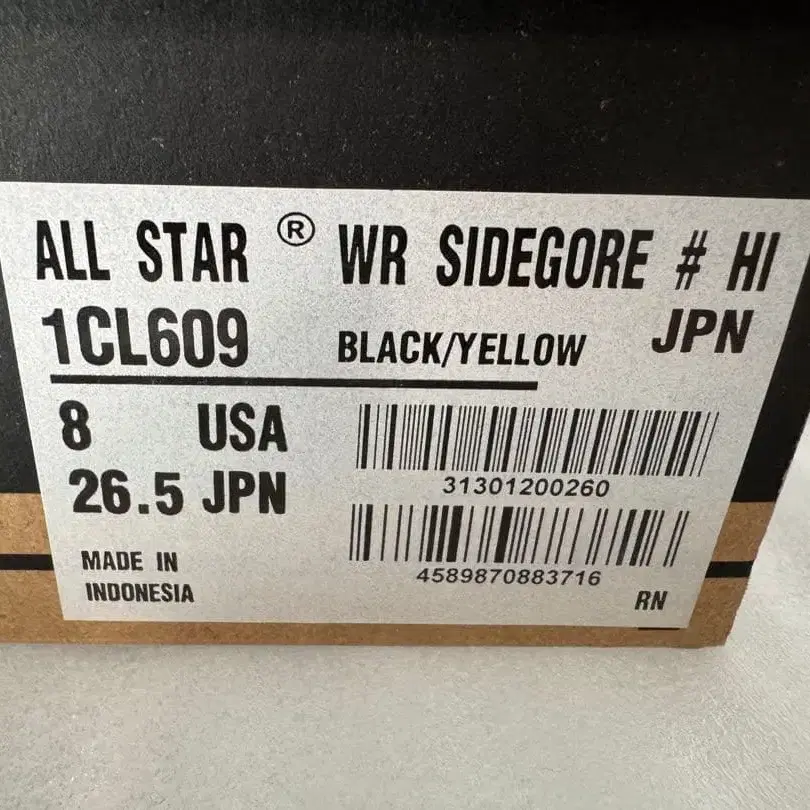 ALL STAR ® WR SIDEGORE # HI
1CL609 BLACK/YELLOW JPN
8 USA
26.5 JPN
31301200260
4589870883716
MADE IN
INDONESIA
RN